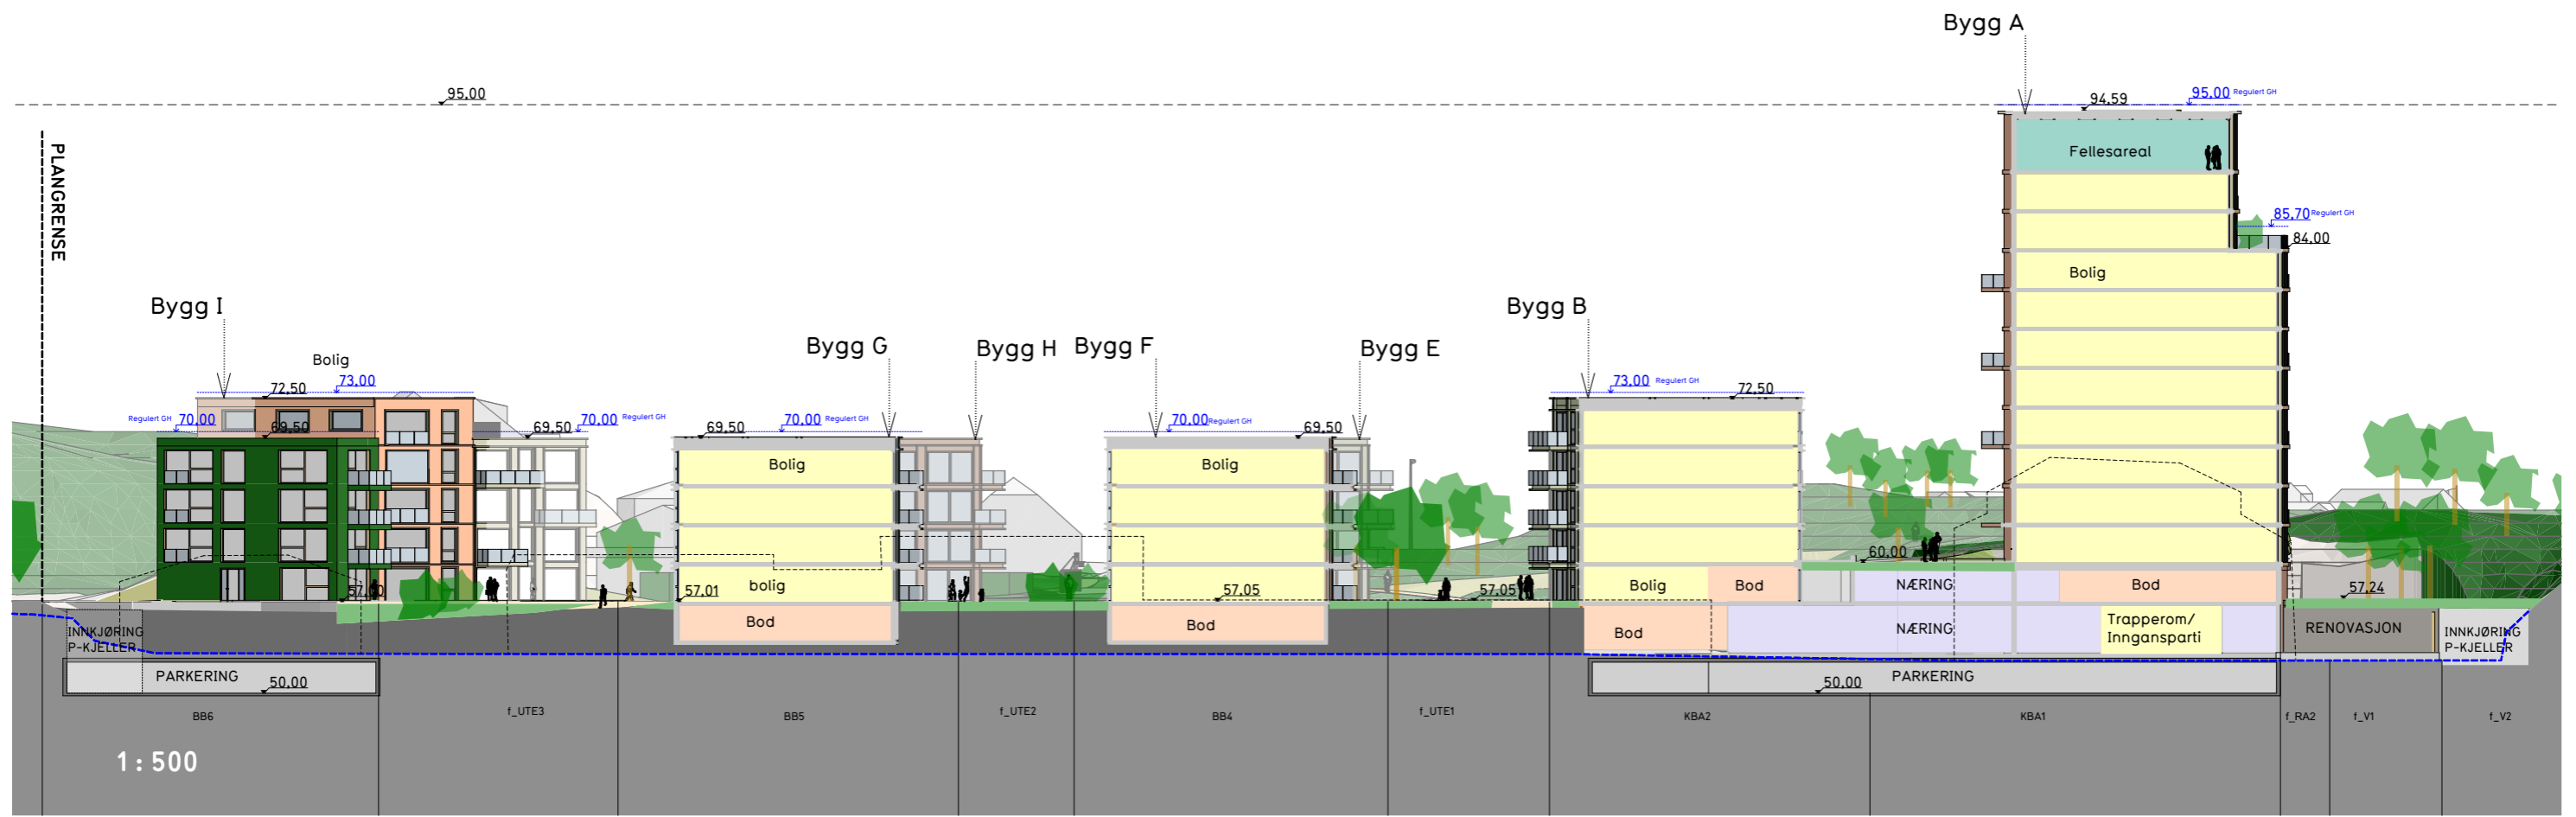 Bygg A
95,00
94,59
95,00 Regulert GH
PLANGRENSE
Fellesareal
85,70 Regulert GH
84,00
Bolig
Bygg I
Bygg B
Bygg G
Bygg H
Bygg F
Bygg E
Bolig
73,00
72,50
73,00 Regulert GH
72,50
Regulert GH 70,00
69,50
69,50
70,00 Regulert GH
69,50
70,00 Regulert GH
70,00 Regulert GH
69,50
Bolig
Bolig
60,00
bolig
57,01
57,05
57,05
Bolig
Bod
NÆRING
Bod
57,24
Bod
Bod
Bod
NÆRING
Trapperom/
Inngansparti
RENOVASJON
INNKJØRING
P-KJELLER
INNKJØRING
P-KJELLER
PARKERING
50,00
PARKERING
50,00
BB6
f_UTE3
BB5
f_UTE2
BB4
f_UTE1
KBA2
KBA1
f_RA2
f_V1
f_V2
1:500